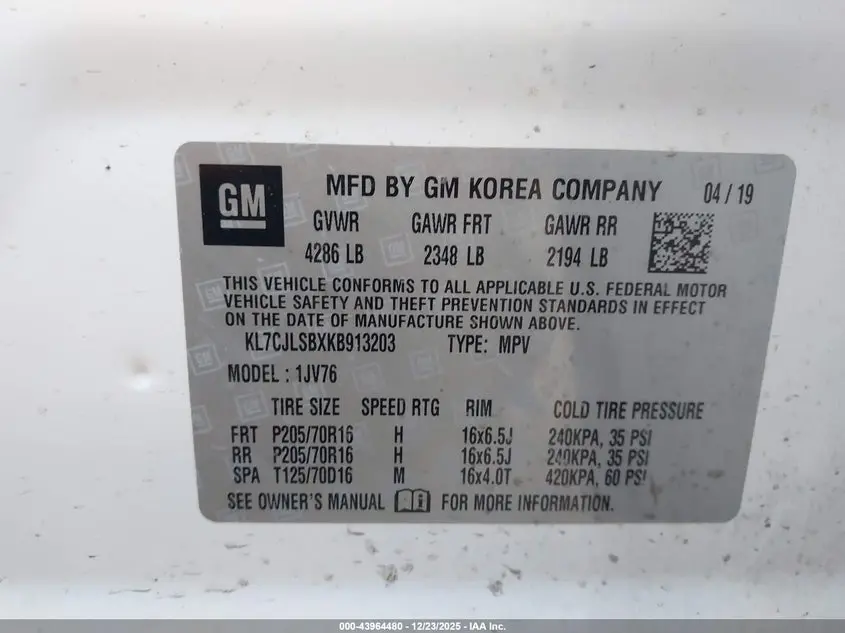 GM MFD BY GM KOREA COMPANY 04 / 19
GVWR GAWR FRT GAWR RR
4286 LB 2348 LB 2194 LB
THIS VEHICLE CONFORMS TO ALL APPLICABLE U.S. FEDERAL MOTOR
VEHICLE SAFETY AND THEFT PREVENTION STANDARDS IN EFFECT
ON THE DATE OF MANUFACTURE SHOWN ABOVE.
KL7CJLSBXKB913203 TYPE: MPV
MODEL : 1JV76
TIRE SIZE SPEED RTG RIM COLD TIRE PRESSURE
FRT P205/70R16 H 16x6.5J 240KPA, 35 PSI
RR P205/70R16 H 16x6.5J 240KPA, 35 PSI
SPA T125/70D16 M 16x4.0T 420KPA, 60 PSI
SEE OWNER'S MANUAL FOR MORE INFORMATION.
000-43964480 - 12/23/2025 - IAA Inc.